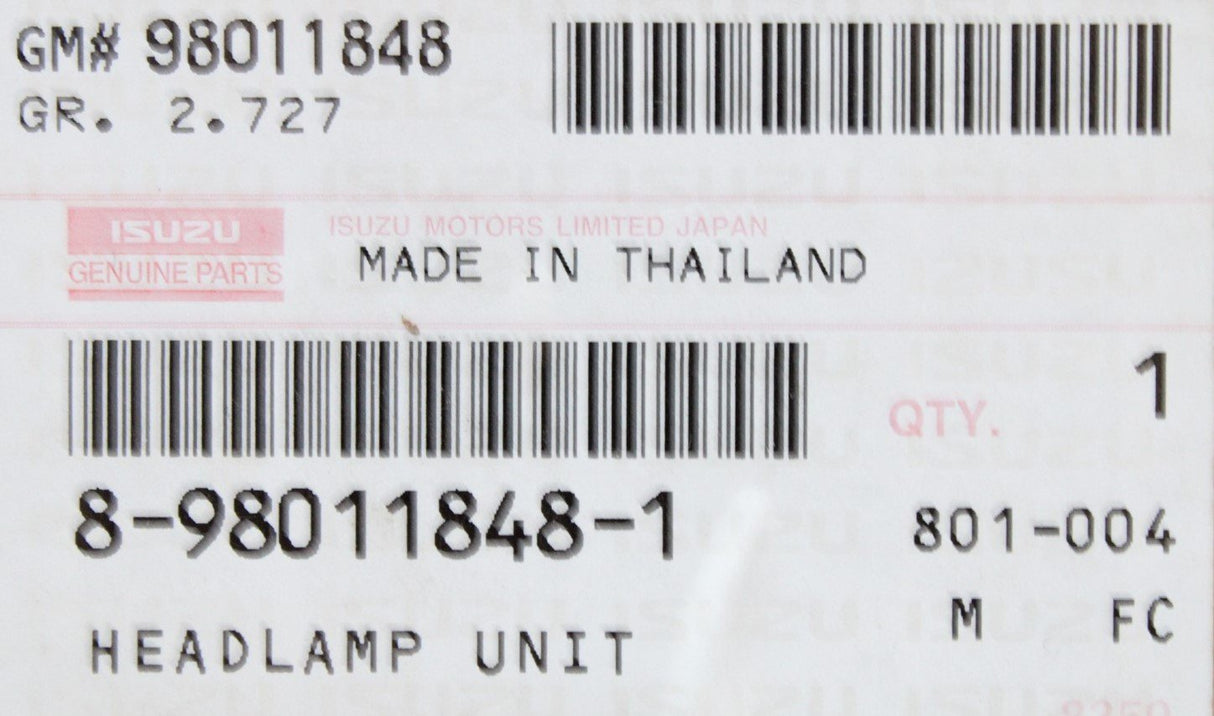 GM# 98011848
GR. 2.727
ISUZU
GENUINE PARTS
ISUZU MOTORS LIMITED JAPAN
MADE IN THAILAND
QTY. 1
8-98011848-1
801-004
M FC
HEADLAMP UNIT